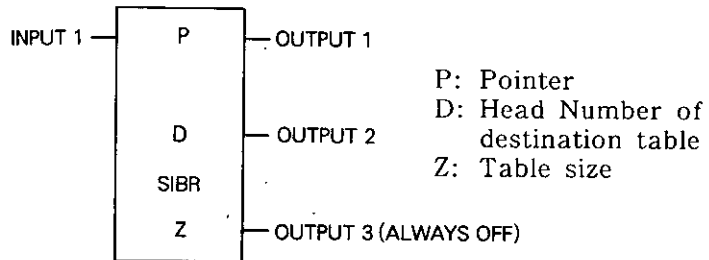 INPUT 1 P OUTPUT 1
P: Pointer
D: Head Number of
destination table
D OUTPUT 2
Z: Table size
SIBR
Z OUTPUT 3 (ALWAYS OFF)